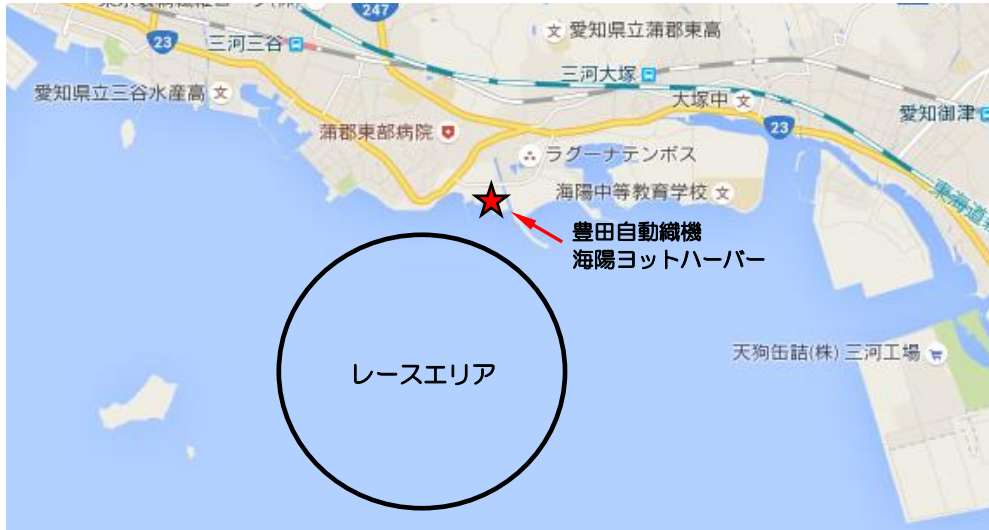 247
愛知県立蒲郡東高
23
三河三谷
三河大塚
愛知県立三谷水産高
大塚中
愛知御津
蒲郡東部病院
23
ラグーナテンボス
海陽中等教育学校
豊田自動織機
海陽ヨットハーバー
天狗缶詰(株)三河工場
レースエリア